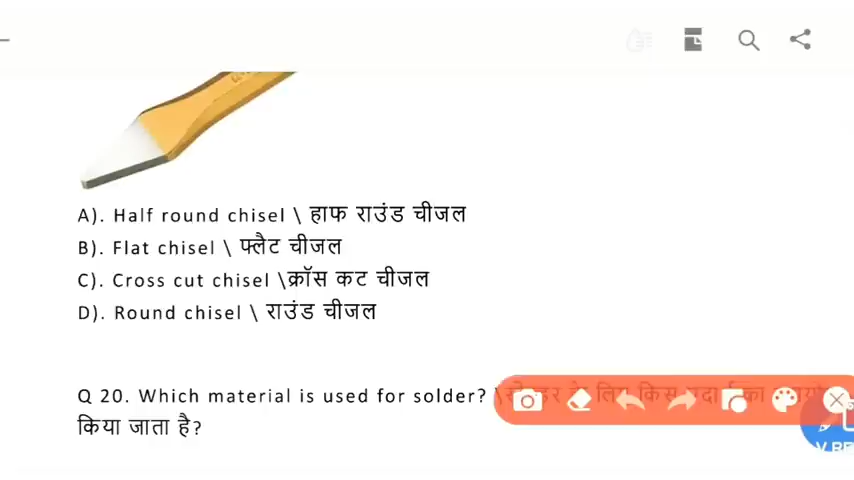 A). Half round chisel \ हाफ राउंड चीजल
B). Flat chisel \ फ्लैट चीजल
C). Cross cut chisel \क्रॉस कट चीजल
D). Round chisel \ राउंड चीजल
Q 20. Which material is used for solder? \ के लिए किस पदार्थ का
किया जाता है?